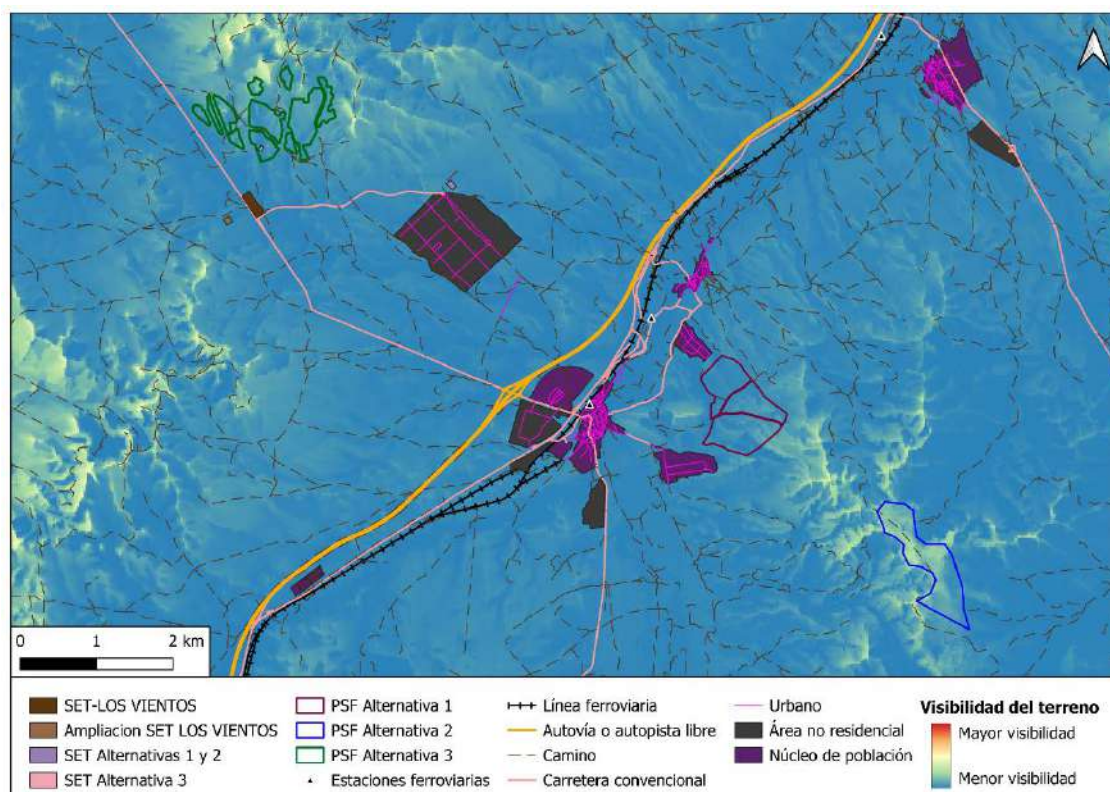 0 1 2 km
SET-LOS VIENTOS
Ampliacion SET LOS VIENTOS
SET Alternativas 1 y 2
SET Alternativa 3
PSF Alternativa 1
PSF Alternativa 2
PSF Alternativa 3
Estaciones ferroviarias
Línea ferroviaria
Autovía o autopista libre
Camino
Carretera convencional
Urbano
Área no residencial
Núcleo de población
Visibilidad del terreno
Mayor visibilidad
Menor visibilidad